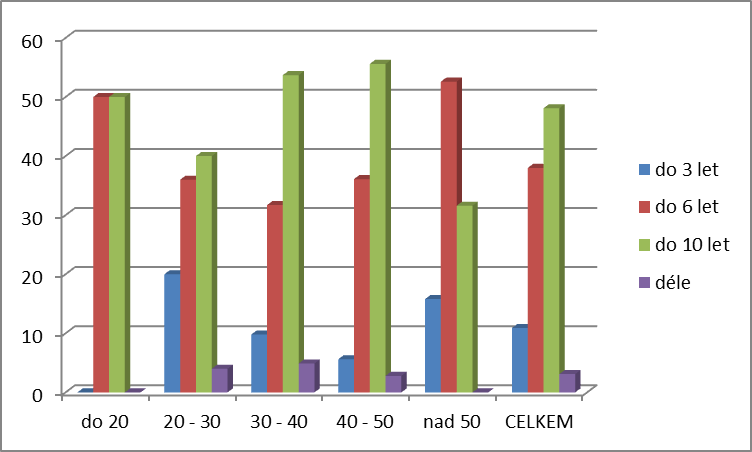 60
50
40
30
20
10
0
do 20
20 - 30
30 - 40
40 - 50
nad 50
CELKEM
do 3 let
do 6 let
do 10 let
déle